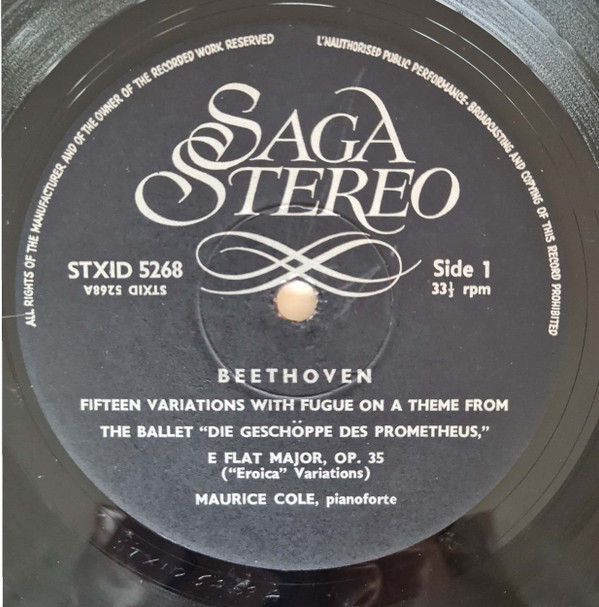 ALL RIGHTS OF THE MANUFACTURER AND OF THE OWNER OF THE RECORDED WORK RESERVED
L'NAUTHORISED PUBLIC PERFORMANCE, BROADCASTING AND COPYING OF THIS RECORD PROHIBITED
SAGA
STEREO
STXID 5268
STXID 5268A
Side 1
33⅓ rpm
BEETHOVEN
FIFTEEN VARIATIONS WITH FUGUE ON A THEME FROM
THE BALLET “DIE GESCHÖPPE DES PROMETHEUS,”
E FLAT MAJOR, OP. 35
(“Eroica” Variations)
MAURICE COLE, pianoforte